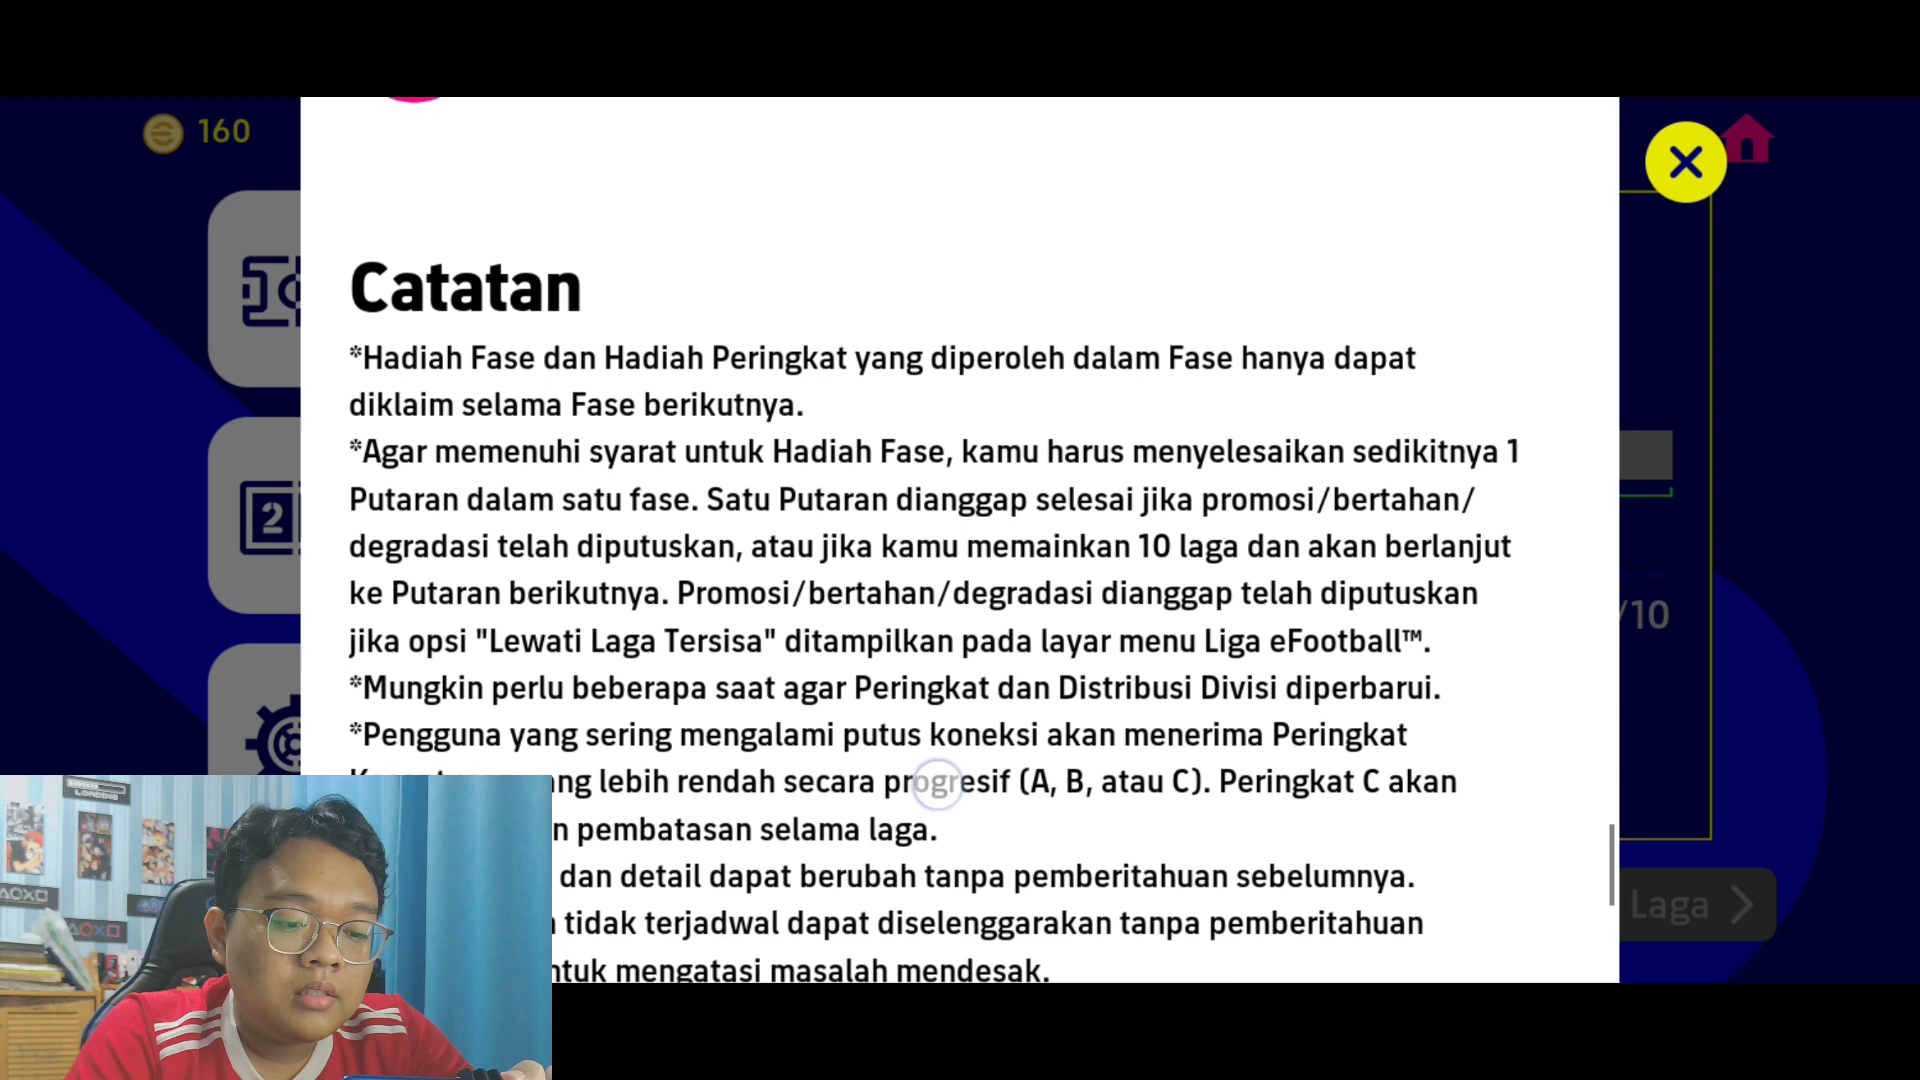 160
Catatan
*Hadiah Fase dan Hadiah Peringkat yang diperoleh dalam Fase hanya dapat
diklaim selama Fase berikutnya.
*Agar memenuhi syarat untuk Hadiah Fase, kamu harus menyelesaikan sedikitnya 1
Putaran dalam satu fase. Satu Putaran dianggap selesai jika promosi/bertahan/
degradasi telah diputuskan, atau jika kamu memainkan 10 laga dan akan berlanjut
ke Putaran berikutnya. Promosi/bertahan/degradasi dianggap telah diputuskan
jika opsi "Lewati Laga Tersisa" ditampilkan pada layar menu Liga eFootball™.
*Mungkin perlu beberapa saat agar Peringkat dan Distribusi Divisi diperbarui.
*Pengguna yang sering mengalami putus koneksi akan menerima Peringkat
lebih rendah secara progresif (A, B, atau C). Peringkat C akan
pembatasan selama laga.
dan detail dapat berubah tanpa pemberitahuan sebelumnya.
tidak terjadwal dapat diselenggarakan tanpa pemberitahuan
mengatasi masalah mendesak.
2
/10
Laga
LOADING